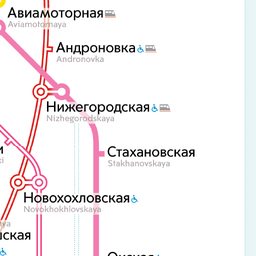 Авиамоторная
Aviamotornaya
Андроновка
Andronovka
Нижегородская
Nizhegorodskaya
Стахановская
Stakhanovskaya
Новохохловская
Novokhokhlovskaya